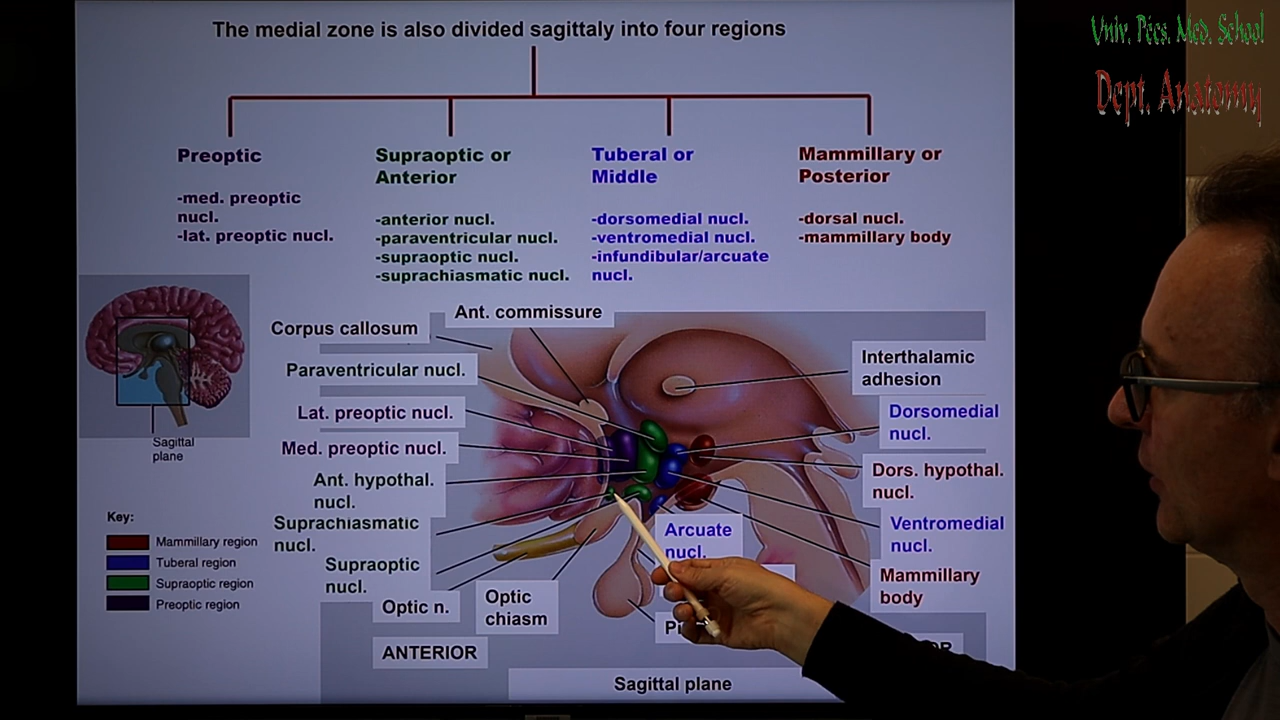 The medial zone is also divided sagittaly into four regions
Univ. Pécs. Med. School
Dept. Anatomy
Preoptic
-med. preoptic
nucl.
-lat. preoptic nucl.
Supraoptic or
Anterior
-anterior nucl.
-paraventricular nucl.
-supraoptic nucl.
-suprachiasmatic nucl.
Tuberal or
Middle
-dorsomedial nucl.
-ventromedial nucl.
-infundibular/arcuate
nucl.
Mammillary or
Posterior
-dorsal nucl.
-mammillary body
Sagittal
plane
Key:
Mammillary region
Tuberal region
Supraoptic region
Preoptic region
Ant. commissure
Corpus callosum
Paraventricular nucl.
Lat. preoptic nucl.
Med. preoptic nucl.
Ant. hypothal.
nucl.
Suprachiasmatic
nucl.
Supraoptic
nucl.
Optic n.
Optic
chiasm
ANTERIOR
Interthalamic
adhesion
Dorsomedial
nucl.
Dors. hypothal.
nucl.
Ventromedial
nucl.
Mammillary
body
Arcuate
nucl.
Sagittal plane